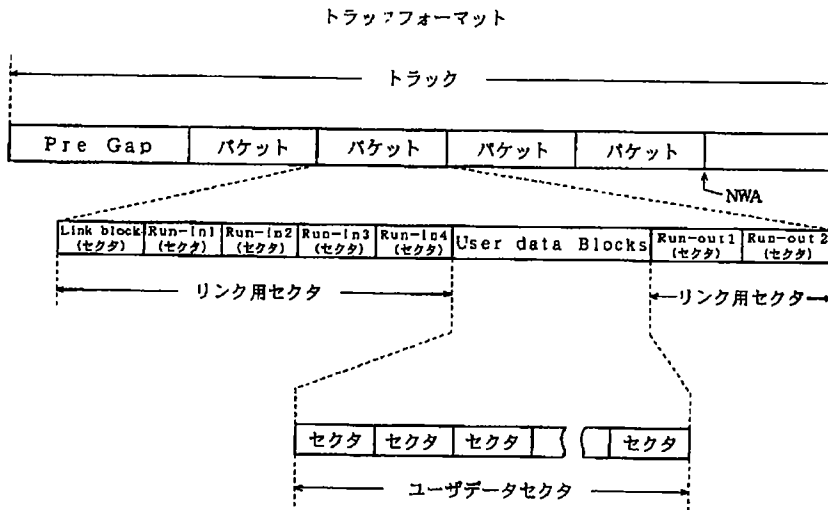 トラックフォーマット
トラック
Pre Gap パケット パケット パケット パケット
NWA
Link block Run-in1 Run-in2 Run-in3 Run-in4 User data Blocks Run-out1 Run-out2
(セクタ) (セクタ) (セクタ) (セクタ) (セクタ) (セクタ) (セクタ)
リンク用セクタ リンク用セクタ
セクタ セクタ セクタ セクタ
ユーザデータセクタ